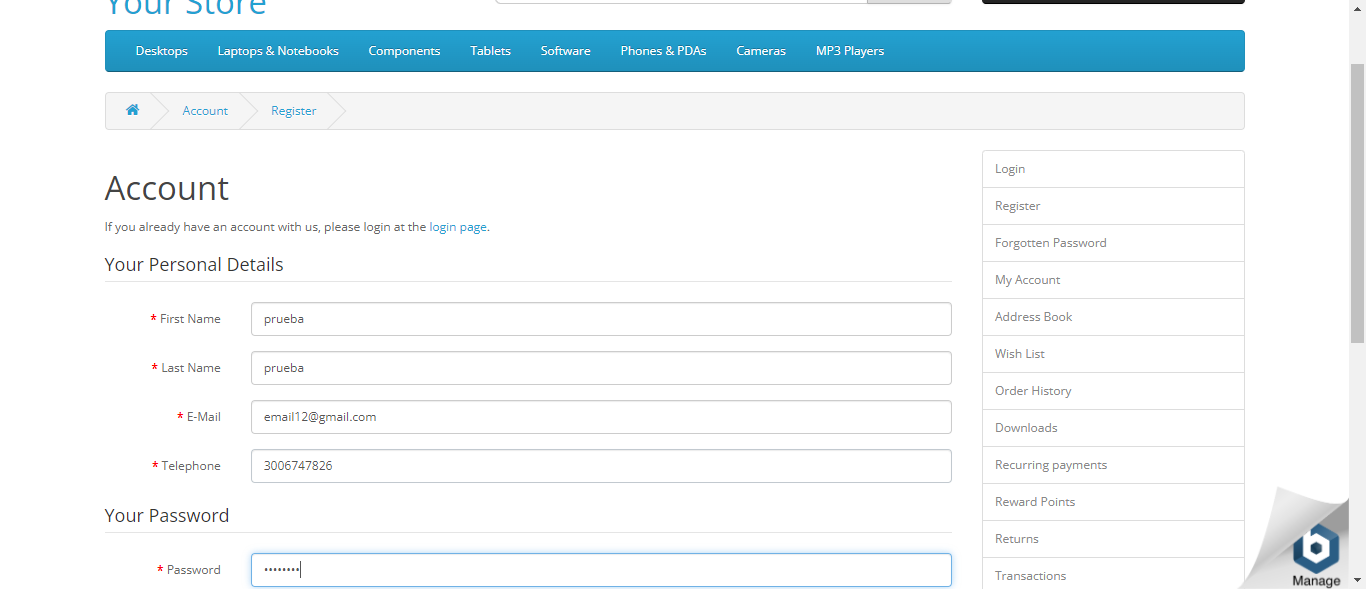 Your Store
Desktops Laptops & Notebooks Components Tablets Software Phones & PDAs Cameras MP3 Players
Account Register
Account
If you already have an account with us, please login at the login page.
Your Personal Details
* First Name prueba
* Last Name prueba
* E-Mail email12@gmail.com
* Telephone 3006747826
Your Password
* Password ••••••••
Login
Register
Forgotten Password
My Account
Address Book
Wish List
Order History
Downloads
Recurring payments
Reward Points
Returns
Transactions
b
Manage